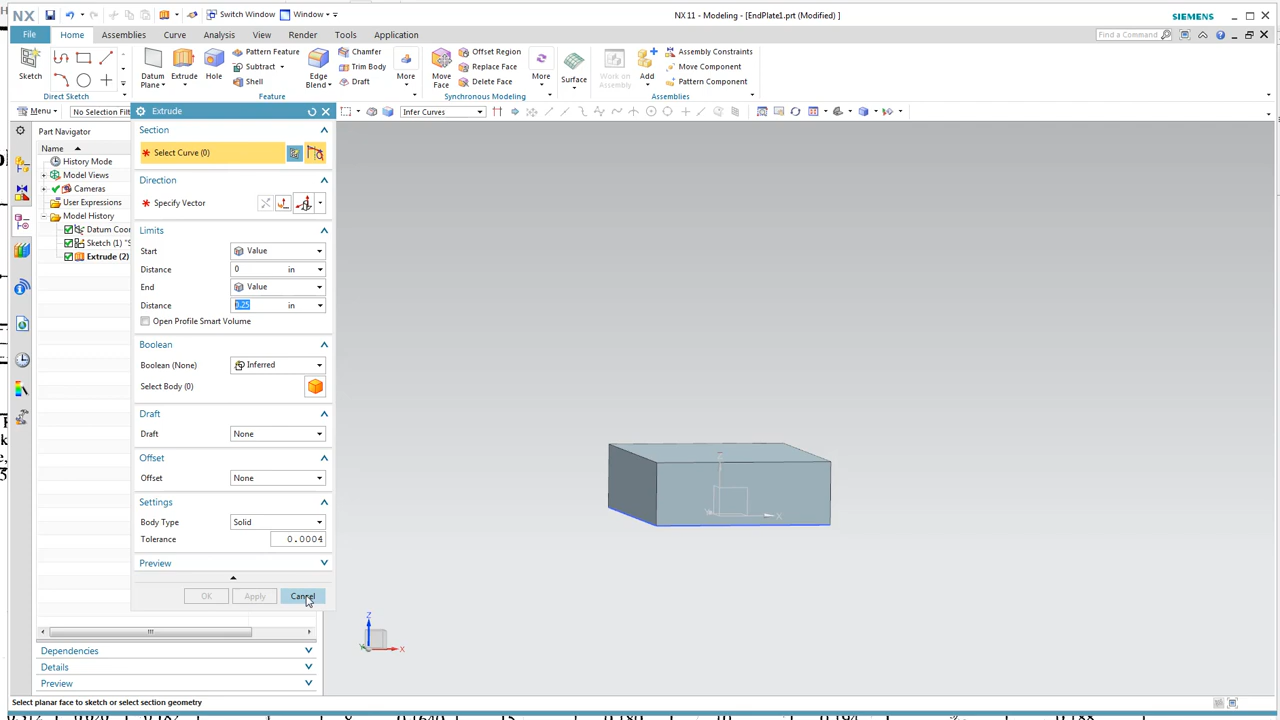 NX Switch Window Window NX 11 - Modeling - [EndPlate1.prt (Modified) ] SIEMENS
File Home Assemblies Curve Analysis View Render Tools Application Find a Command
Sketch Datum Plane Extrude Hole Pattern Feature Subtract Shell Edge Blend Chamfer Trim Body Draft More Move Face Offset Region Replace Face Delete Face More Surface Work on Assembly Add Assembly Constraints Move Component Pattern Component
Direct Sketch Feature Synchronous Modeling Assemblies
Menu No Selection Filt Extrude Infer Curves
Part Navigator
Name
History Mode
Model Views
Cameras
User Expressions
Model History
Datum Coor
Sketch (1) "S
Extrude (2)
Section
Select Curve (0)
Direction
Specify Vector
Limits
Start Value
Distance 0 in
End Value
Distance 0.25 in
Open Profile Smart Volume
Boolean
Boolean (None) Inferred
Select Body (0)
Draft
Draft None
Offset
Offset None
Settings
Body Type Solid
Tolerance 0.0004
Preview
OK Apply Cancel
Z
X
Z
X
Dependencies
Details
Preview
Select planar face to sketch or select section geometry